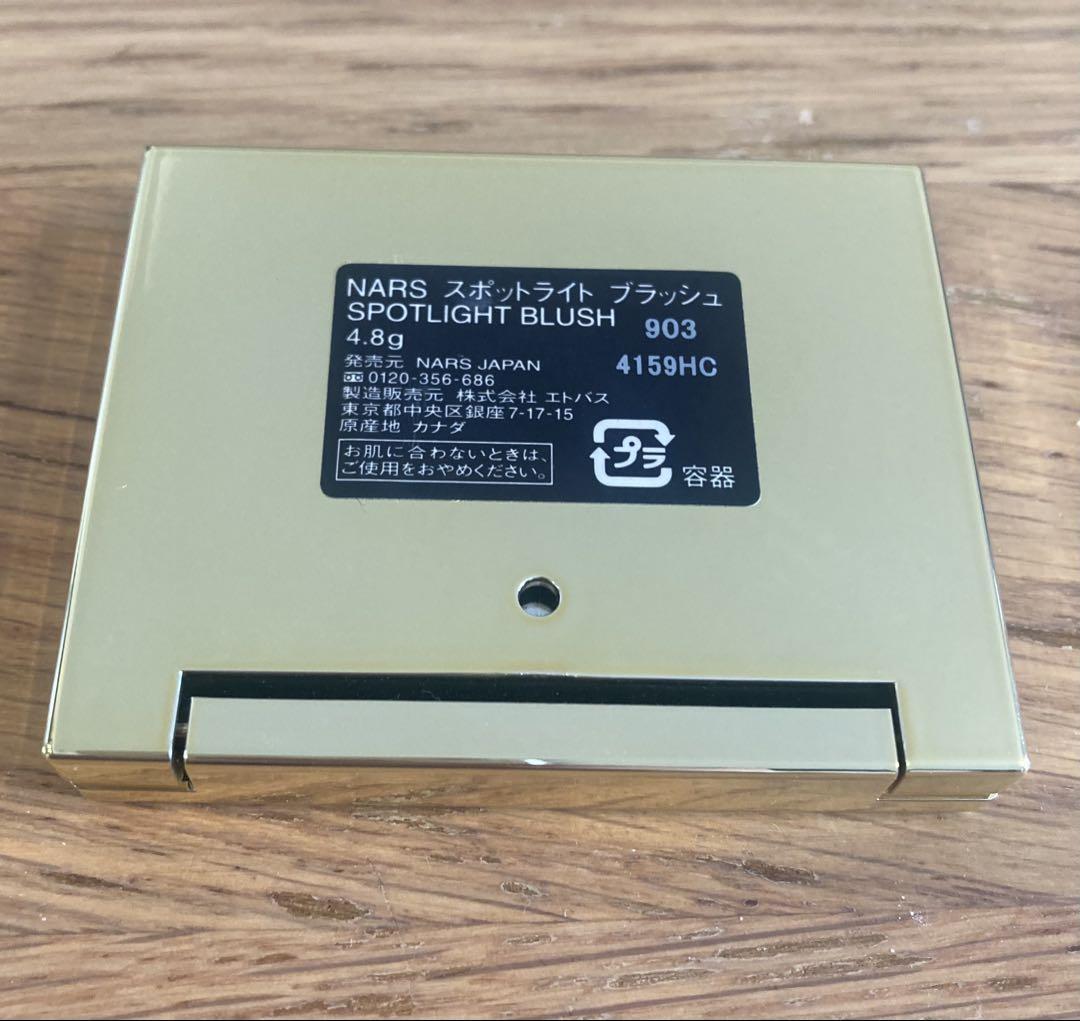 NARS スポットライト ブラッシュ
SPOTLIGHT BLUSH 903
4.8g
4159HC
発売元 NARS JAPAN
0120-356-686
製造販売元 株式会社 エトバス
東京都中央区銀座7-17-15
原産地 カナダ
お肌に合わないときは、
ご使用をおやめください。
プラ
容器